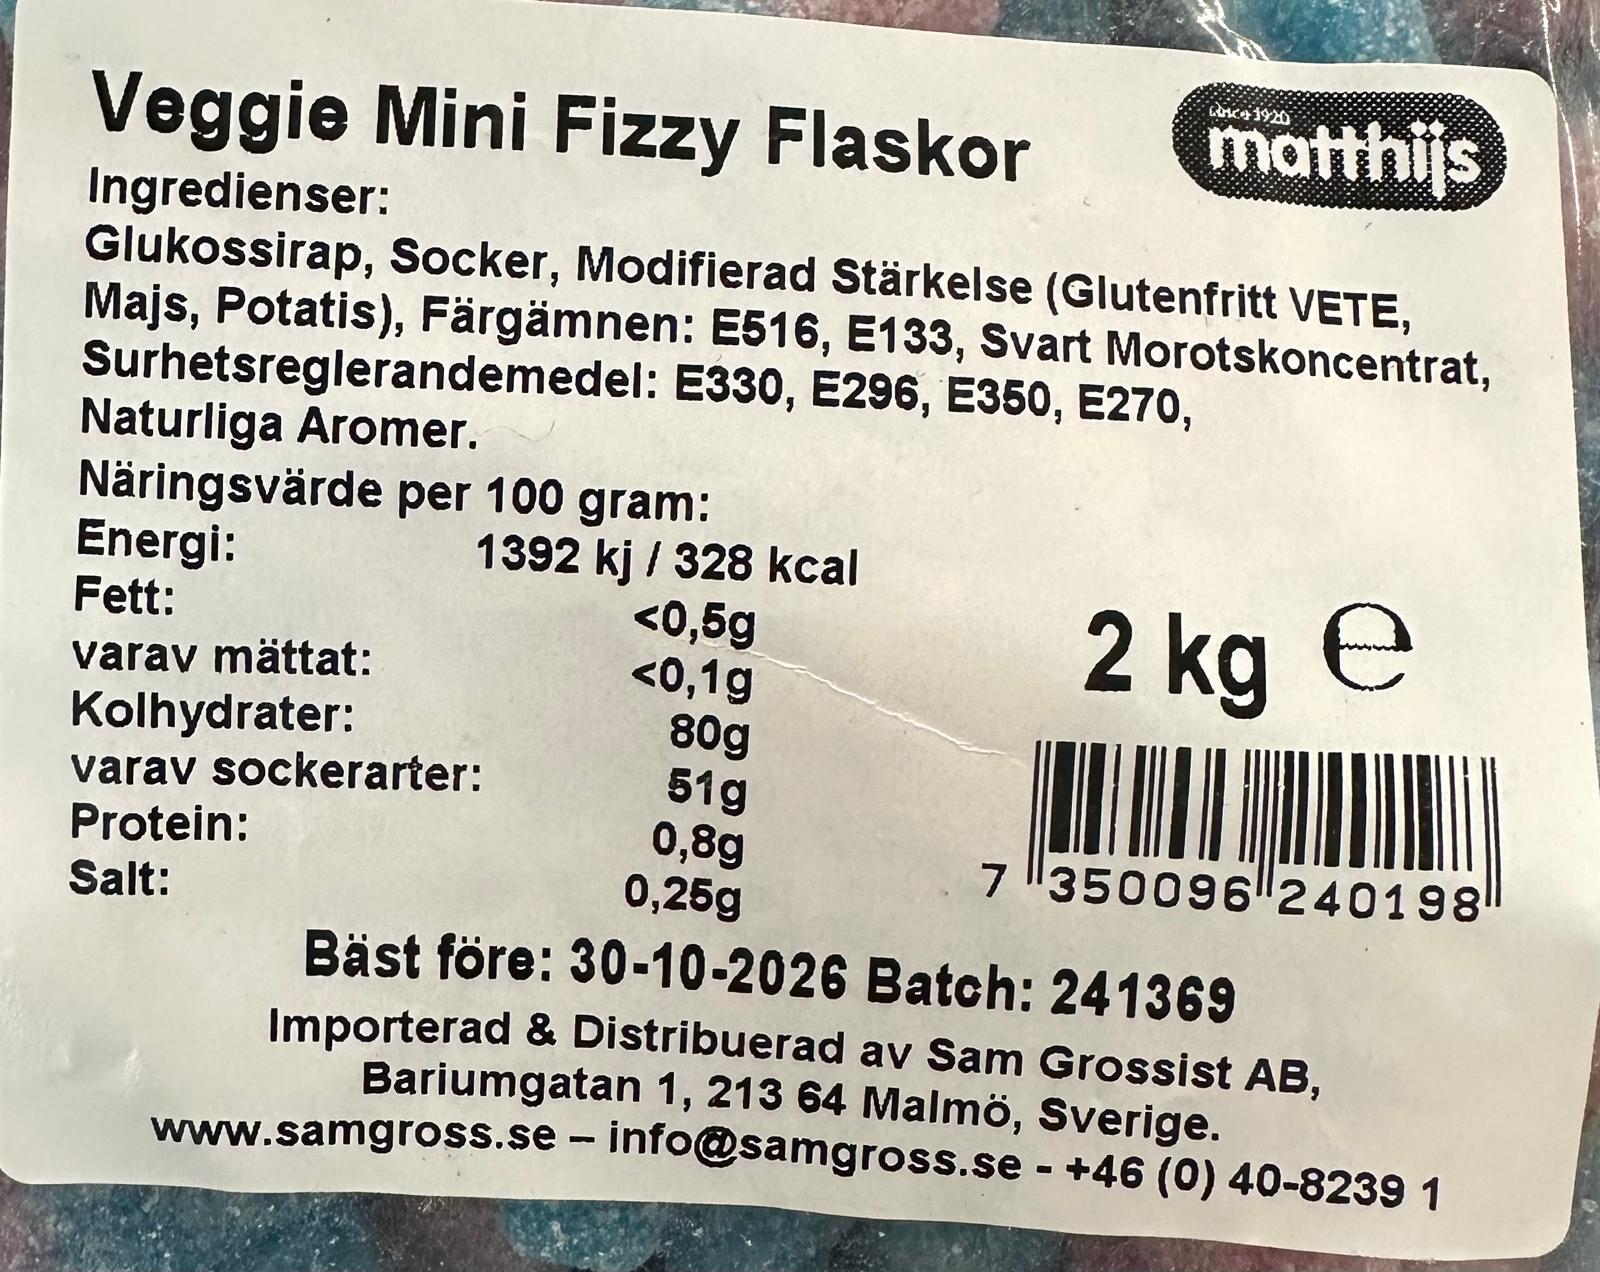 Veggie Mini Fizzy Flaskor
since 1920
matthijs
Ingredienser:
Glukossirap, Socker, Modifierad Stärkelse (Glutenfritt VETE,
Majs, Potatis), Färgämnen: E516, E133, Svart Morotskoncentrat,
Surhetsreglerandemedel: E330, E296, E350, E270,
Naturliga Aromer.
Näringsvärde per 100 gram:
Energi: 1392 kj / 328 kcal
Fett: <0,5g
varav mättat: <0,1g
Kolhydrater: 80g
varav sockerarter: 51g
Protein: 0,8g
Salt: 0,25g
2 kg e
7 350096 240198
Bäst före: 30-10-2026 Batch: 241369
Importerad & Distribuerad av Sam Grossist AB,
Bariumgatan 1, 213 64 Malmö, Sverige.
www.samgross.se – info@samgross.se - +46 (0) 40-8239 1